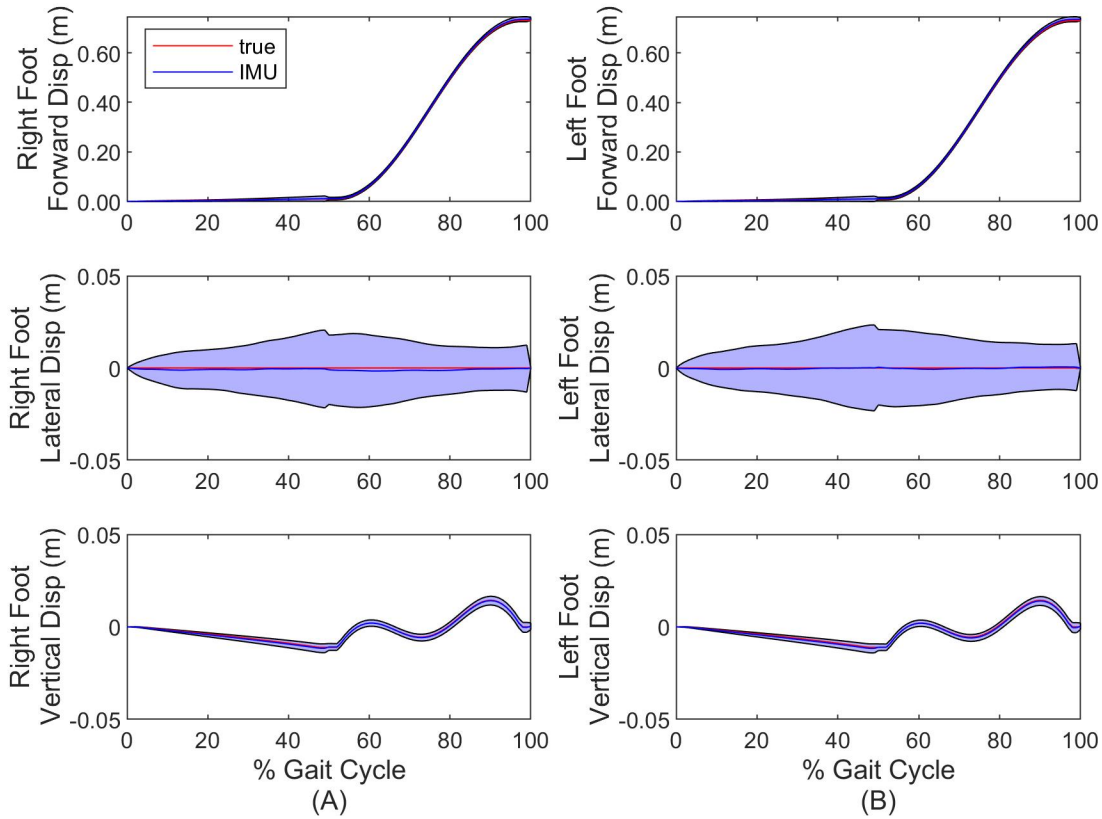 Right Foot
Forward Disp (m)
0.60
0.40
0.20
0.00
true
IMU
0 20 40 60 80 100
Left Foot
Forward Disp (m)
0.60
0.40
0.20
0.00
0 20 40 60 80 100
Right Foot
Lateral Disp (m)
0.05
0
-0.05
0 20 40 60 80 100
Left Foot
Lateral Disp (m)
0.05
0
-0.05
0 20 40 60 80 100
Right Foot
Vertical Disp (m)
0.05
0
-0.05
0 20 40 60 80 100
% Gait Cycle
(A)
Left Foot
Vertical Disp (m)
0.05
0
-0.05
0 20 40 60 80 100
% Gait Cycle
(B)